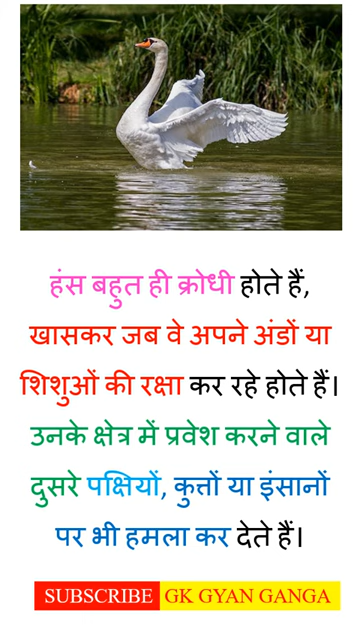 हंस बहुत ही क्रोधी होते हैं,
खासकर जब वे अपने अंडों या
शिशुओं की रक्षा कर रहे होते हैं।
उनके क्षेत्र में प्रवेश करने वाले
दुसरे पक्षियों, कुत्तों या इंसानों
पर भी हमला कर देते हैं।
SUBSCRIBE GK GYAN GANGA